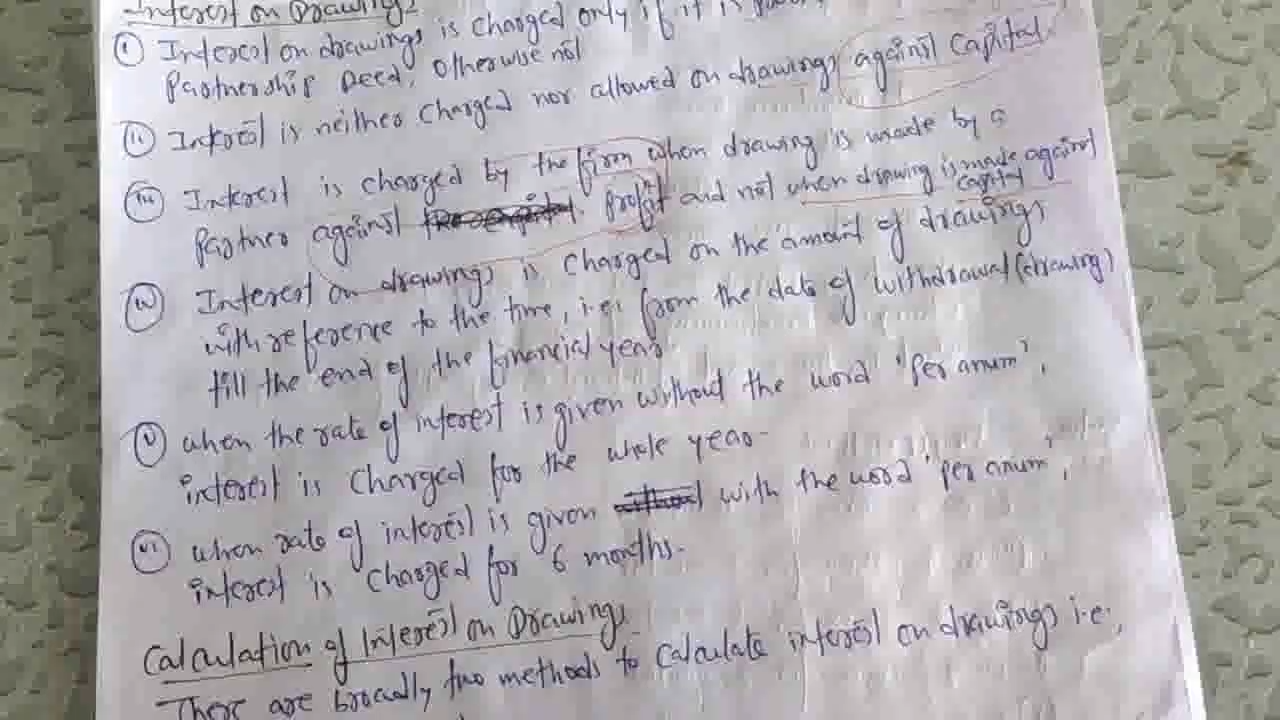 Interest on Drawings
(i) Interest on drawings is charged only if it is
Partnership Deed, otherwise not
(ii) Interest is neither charged nor allowed on drawings against capital.
(iii) Interest is charged by the firm when drawing is made by a
Partner against profit and not when drawing is made against
capital
(iv) Interest on drawings is charged on the amount of drawings
with reference to the time, i.e. from the date of withdrawal (drawing)
till the end of the financial year.
(v) when the rate of interest is given without the word 'Per anum',
interest is charged for the whole year.
(vi) when rate of interest is given with the word 'per anum',
interest is charged for 6 months.
Calculation of Interest on Drawings
There are broadly two methods to calculate interest on drawings i.e.,